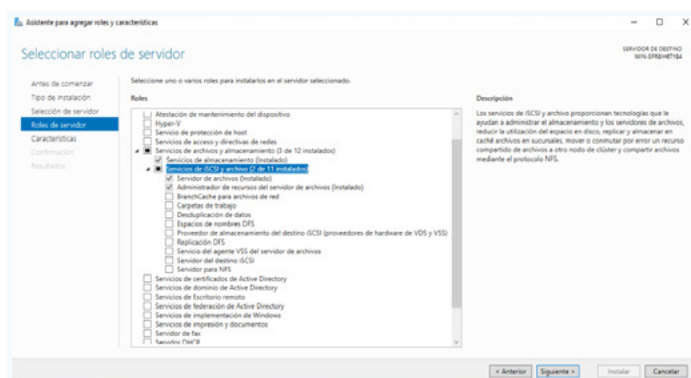 Asistente para agregar roles y características
Seleccionar roles de servidor
SERVIDOR DE DESTINO
Antes de comenzar
Tipo de instalación
Selección de servidor
Roles de servidor
Características
Confirmación
Resultados
Seleccione uno o varios roles para instalarlos en el servidor seleccionado.
Roles
Atestación de mantenimiento del dispositivo
Hyper-V
Servicio de protección de host
Servicios de acceso y directivas de redes
Servicios de archivos y almacenamiento (3 de 12 instalados)
Servicios de almacenamiento (Instalado)
Servicios de iSCSI y archivo (2 de 11 instalados)
Servidor de archivos (Instalado)
Administrador de recursos del servidor de archivos (Instalado)
BranchCache para archivos de red
Carpetas de trabajo
Desduplicación de datos
Espacios de nombres DFS
Proveedor de almacenamiento del destino iSCSI (proveedores de hardware de VDS y VSS)
Replicación DFS
Servicio del agente VSS del servidor de archivos
Servidor del destino iSCSI
Servidor para NFS
Servicios de certificados de Active Directory
Servicios de dominio de Active Directory
Servicios de Escritorio remoto
Servicios de federación de Active Directory
Servicios de implementación de Windows
Servicios de impresión y documentos
Servidor de fax
Servidor DHCP
Descripción
Los servicios de iSCSI y archivo proporcionan tecnologías que le
ayudan a administrar el almacenamiento y los servidores de archivos,
reducir la utilización del espacio en disco, replicar y almacenar en
caché archivos en sucursales, mover o conmutar por error un recurso
compartido de archivos a otro nodo de clúster y compartir archivos
mediante el protocolo NFS.
< Anterior
Siguiente >
Instalar
Cancelar